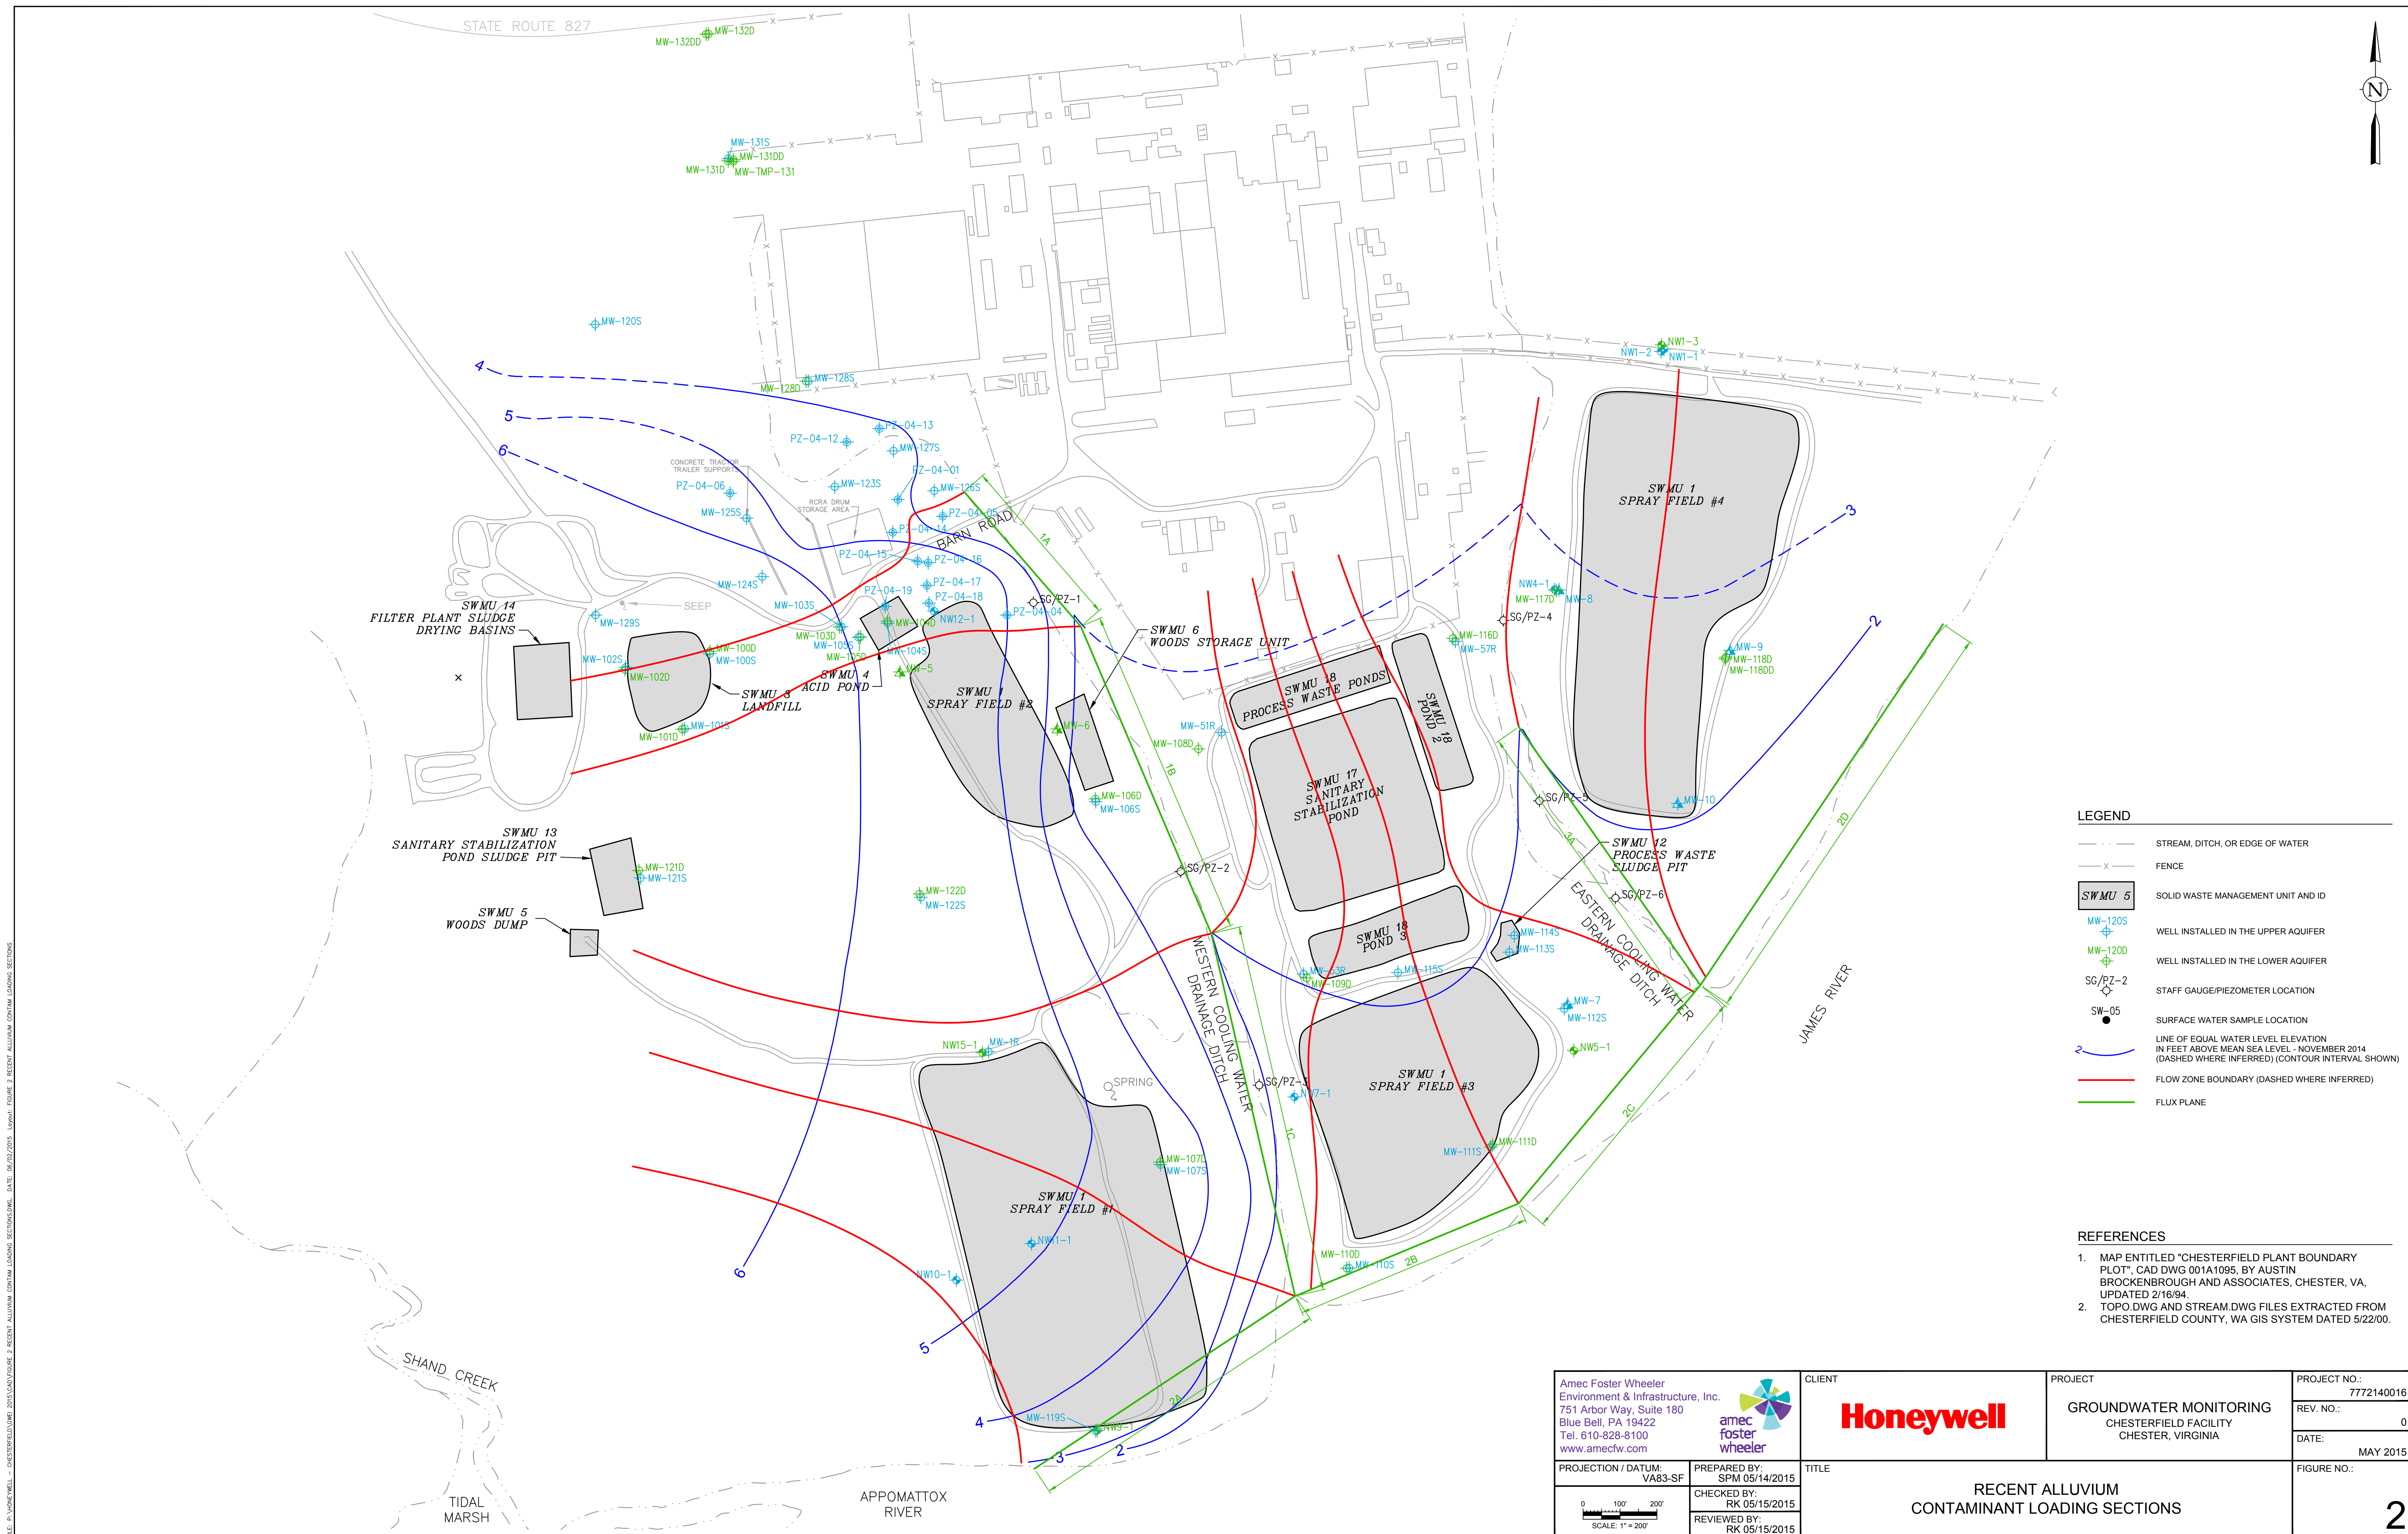 STATE ROUTE 827
MW-132D
MW-132DD
MW-131S
MW-131DD
MW-131D
MW-TMP-131
N
MW-120S
NW1-3
NW1-2
NW1-1
4
MW-128S
MW-128D
5
PZ-04-13
PZ-04-12
MW-127S
6
CONCRETE TRACTOR
TRAILER SUPPORTS
PZ-04-01
PZ-04-06
MW-123S
MW-126S
RCRA DRUM
STORAGE AREA
MW-125S
PZ-04-05
PZ-04-14
BARN ROAD
1A
PZ-04-15
PZ-04-16
SWMU 1
SPRAY FIELD #4
3
MW-124S
PZ-04-17
PZ-04-19
PZ-04-18
SG/PZ-1
NW4-1
MW-117D
MW-8
SWMU 14
FILTER PLANT SLUDGE
DRYING BASINS
SEEP
MW-103S
NW12-1
PZ-04-04
SG/PZ-4
2
MW-129S
MW-104D
MW-103D
MW-105S
MW-105D
MW-104S
SWMU 6
WOODS STORAGE UNIT
MW-116D
MW-57R
MW-100D
MW-100S
MW-102S
MW-102D
MW-5
MW-9
MW-118D
MW-118DD
SWMU 4
ACID POND
SWMU 3
LANDFILL
SWMU 1
SPRAY FIELD #2
SWMU 18
PROCESS WASTE PONDS
SWMU 18
POND 2
MW-101S
MW-101D
MW-6
MW-51R
MW-108D
1B
SWMU 17
SANITARY
STABILIZATION
POND
MW-106D
MW-106S
SG/PZ-5
MW-10
2D
3A
SWMU 13
SANITARY STABILIZATION
POND SLUDGE PIT
SWMU 12
PROCESS WASTE
SLUDGE PIT
MW-121D
MW-121S
SG/PZ-2
MW-122D
MW-122S
SG/PZ-6
SWMU 5
WOODS DUMP
EASTERN COOLING WATER
DRAINAGE DITCH
SWMU 18
POND 3
MW-114S
MW-113S
WESTERN COOLING WATER
DRAINAGE DITCH
MW-53R
MW-109D
MW-115S
MW-7
MW-112S
JAMES RIVER
NW15-1
MW-1R
NW5-1
SPRING
SG/PZ-3
NW7-1
SWMU 1
SPRAY FIELD #3
2C
1C
MW-111D
MW-111S
MW-107D
MW-107S
SWMU 1
SPRAY FIELD #1
NW11-1
MW-110D
MW-110S
2B
6
NW10-1
5
SHAND CREEK
2A
4
MW-119S
NW9-1
3
2
TIDAL
MARSH
APPOMATTOX
RIVER
LEGEND
STREAM, DITCH, OR EDGE OF WATER
X
FENCE
SWMU 5
SOLID WASTE MANAGEMENT UNIT AND ID
MW-120S
WELL INSTALLED IN THE UPPER AQUIFER
MW-120D
WELL INSTALLED IN THE LOWER AQUIFER
SG/PZ-2
STAFF GAUGE/PIEZOMETER LOCATION
SW-05
SURFACE WATER SAMPLE LOCATION
2
LINE OF EQUAL WATER LEVEL ELEVATION
IN FEET ABOVE MEAN SEA LEVEL - NOVEMBER 2014
(DASHED WHERE INFERRED) (CONTOUR INTERVAL SHOWN)
FLOW ZONE BOUNDARY (DASHED WHERE INFERRED)
FLUX PLANE
REFERENCES
1. MAP ENTITLED "CHESTERFIELD PLANT BOUNDARY
PLOT", CAD DWG 001A1095, BY AUSTIN
BROCKENBROUGH AND ASSOCIATES, CHESTER, VA,
UPDATED 2/16/94.
2. TOPO.DWG AND STREAM.DWG FILES EXTRACTED FROM
CHESTERFIELD COUNTY, WA GIS SYSTEM DATED 5/22/00.
Amec Foster Wheeler
Environment & Infrastructure, Inc.
751 Arbor Way, Suite 180
Blue Bell, PA 19422
Tel. 610-828-8100
www.amecfw.com
amec
foster
wheeler
CLIENT
Honeywell
PROJECT
GROUNDWATER MONITORING
CHESTERFIELD FACILITY
CHESTER, VIRGINIA
PROJECT NO.:
7772140016
REV. NO.:
0
DATE:
MAY 2015
PROJECTION / DATUM:
VA83-SF
PREPARED BY:
SPM 05/14/2015
CHECKED BY:
RK 05/15/2015
REVIEWED BY:
RK 05/15/2015
0 100' 200'
SCALE: 1" = 200'
TITLE
RECENT ALLUVIUM
CONTAMINANT LOADING SECTIONS
FIGURE NO.:
2